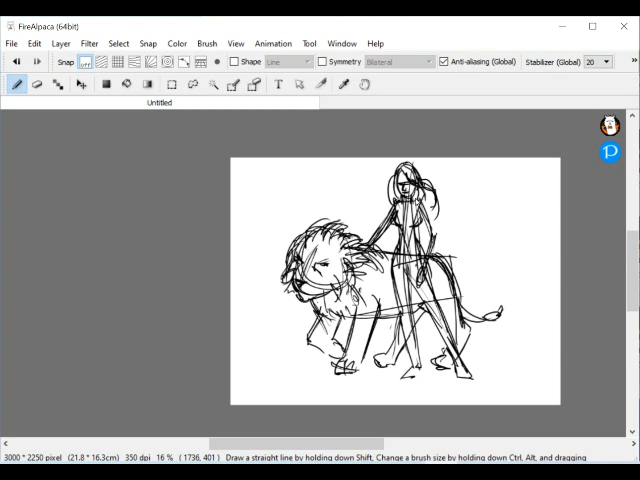 FireAlpaca (64bit)
File Edit Layer Filter Select Snap Color Brush View Animation Tool Window Help
Snap OFF Shape Line Symmetry Bilateral Anti-aliasing (Global) Stabilizer (Global) 20 »
T
Untitled
P
3000 * 2250 pixel (21.8 * 16.3cm) 350 dpi 16 % ( 1736, 401 ) Draw a straight line by holding down Shift, Change a brush size by holding down Ctrl, Alt, and dragging